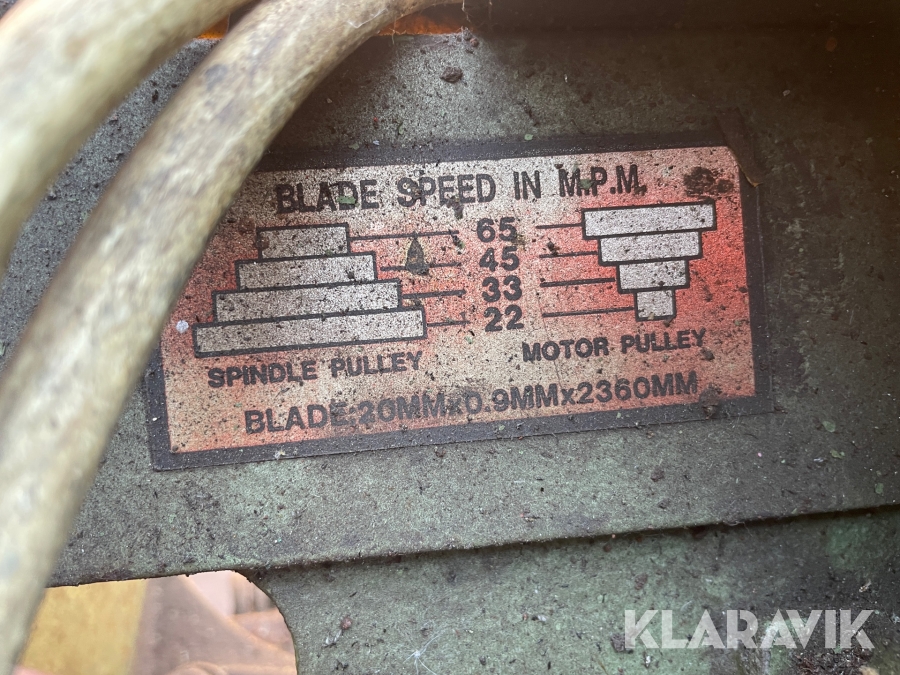 BLADE SPEED IN M.P.M.
65
45
33
22
SPINDLE PULLEY MOTOR PULLEY
BLADE:20MMx0.9MMx2360MM
KLARAVIK